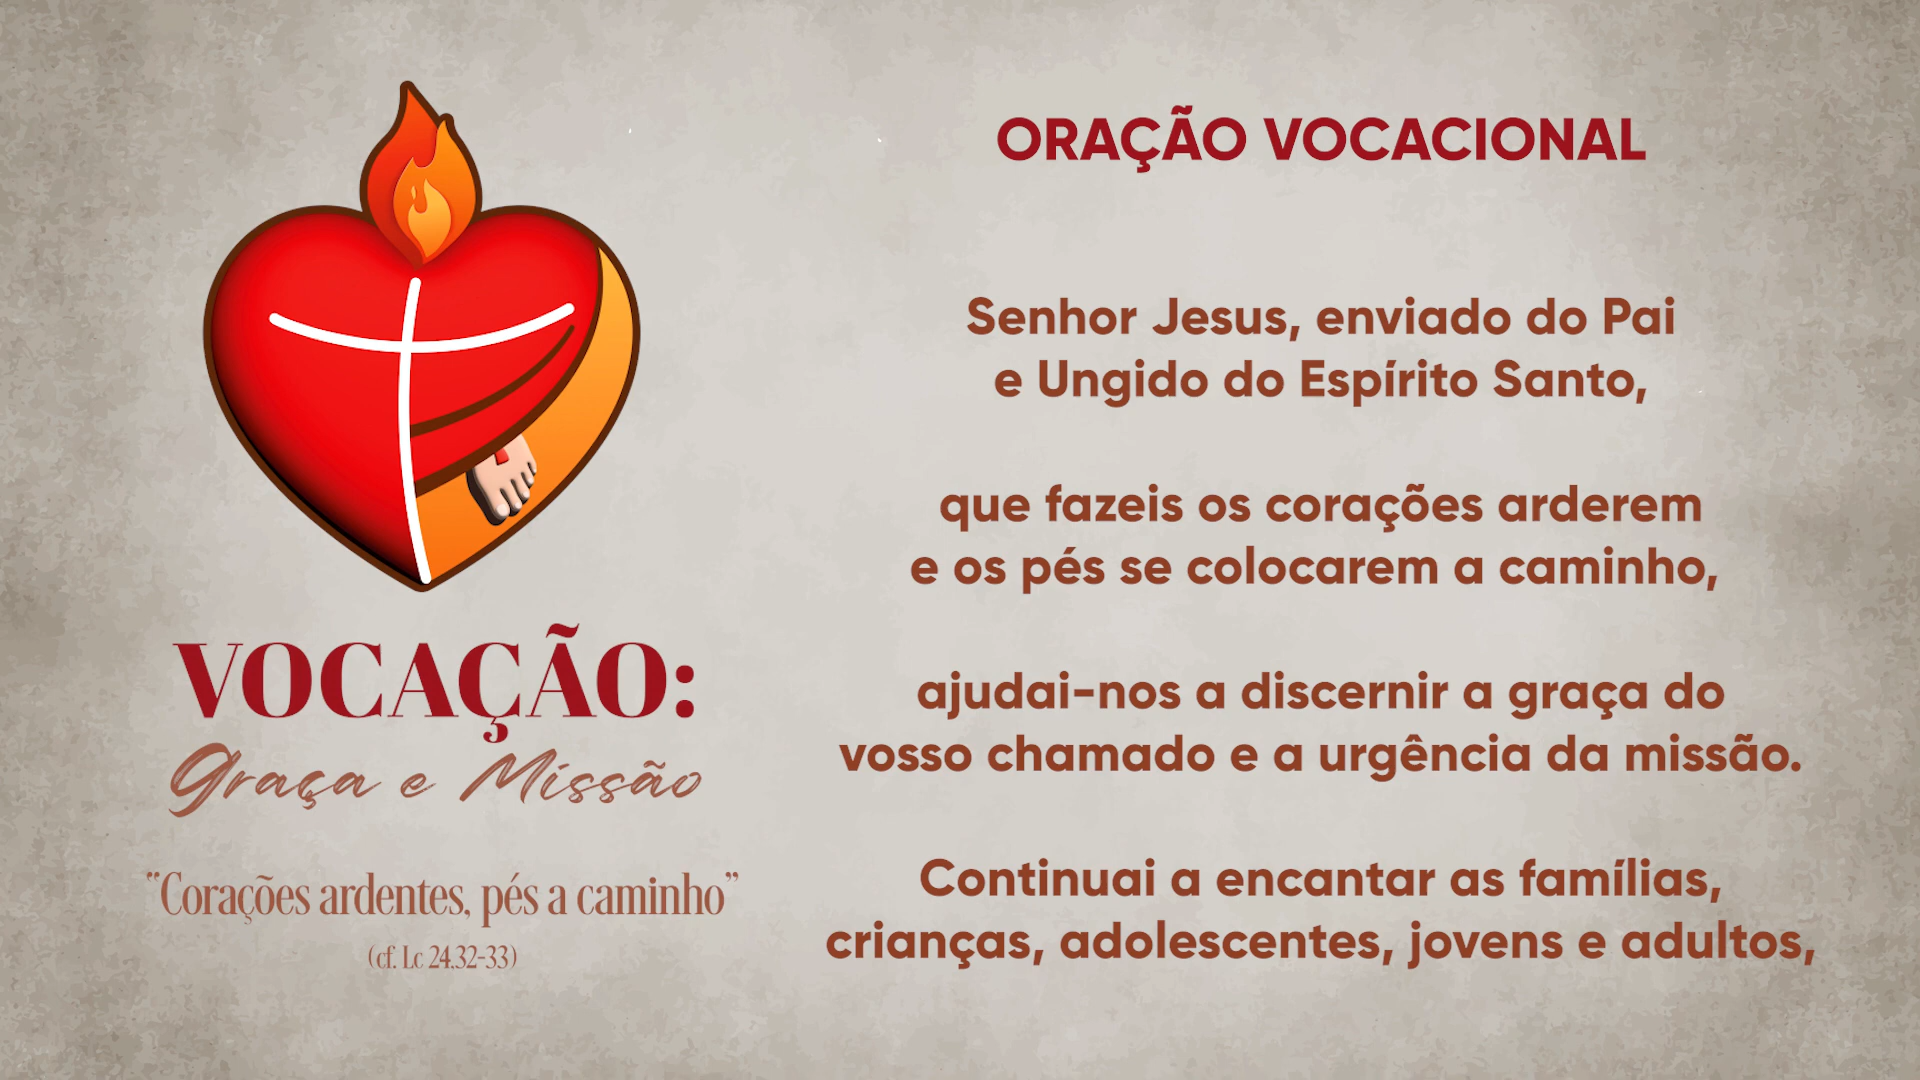 VOCAÇÃO:
Graça e Missão
“Corações ardentes, pés a caminho”
(cf. Lc 24,32-33)
ORAÇÃO VOCACIONAL
Senhor Jesus, enviado do Pai
e Ungido do Espírito Santo,
que fazeis os corações arderem
e os pés se colocarem a caminho,
ajudai-nos a discernir a graça do
vosso chamado e a urgência da missão.
Continuai a encantar as famílias,
crianças, adolescentes, jovens e adultos,